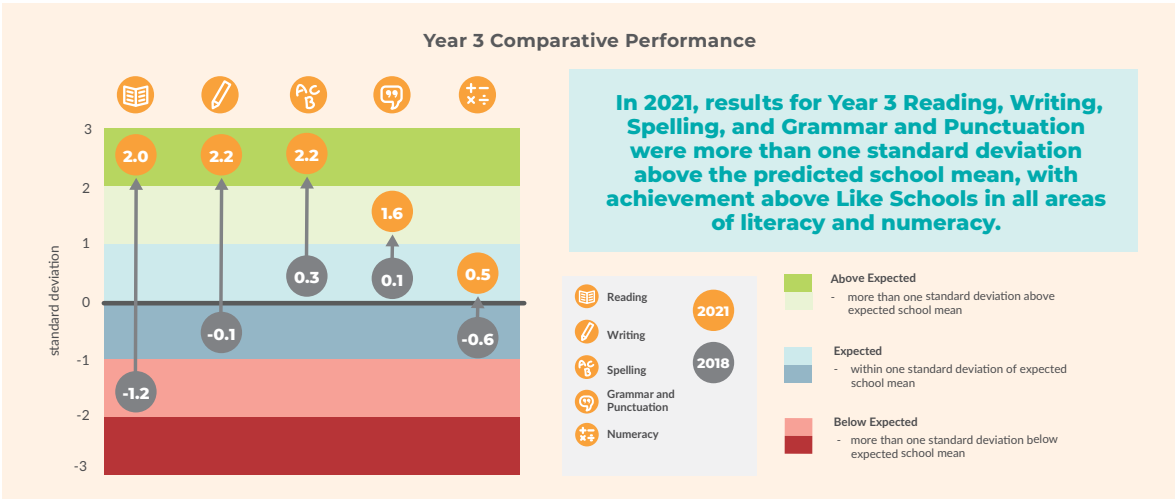 Year 3 Comparative Performance
A C B
+ - × ÷
3
2
1
0
-1
-2
-3
standard deviation
2.0
2.2
2.2
1.6
0.5
0.3
0.1
-0.1
-0.6
-1.2
In 2021, results for Year 3 Reading, Writing,
Spelling, and Grammar and Punctuation
were more than one standard deviation
above the predicted school mean, with
achievement above Like Schools in all areas
of literacy and numeracy.
Reading
Writing
A C B
Spelling
Grammar and
Punctuation
+ - × ÷
Numeracy
2021
2018
Above Expected
- more than one standard deviation above
expected school mean
Expected
- within one standard deviation of expected
school mean
Below Expected
- more than one standard deviation below
expected school mean